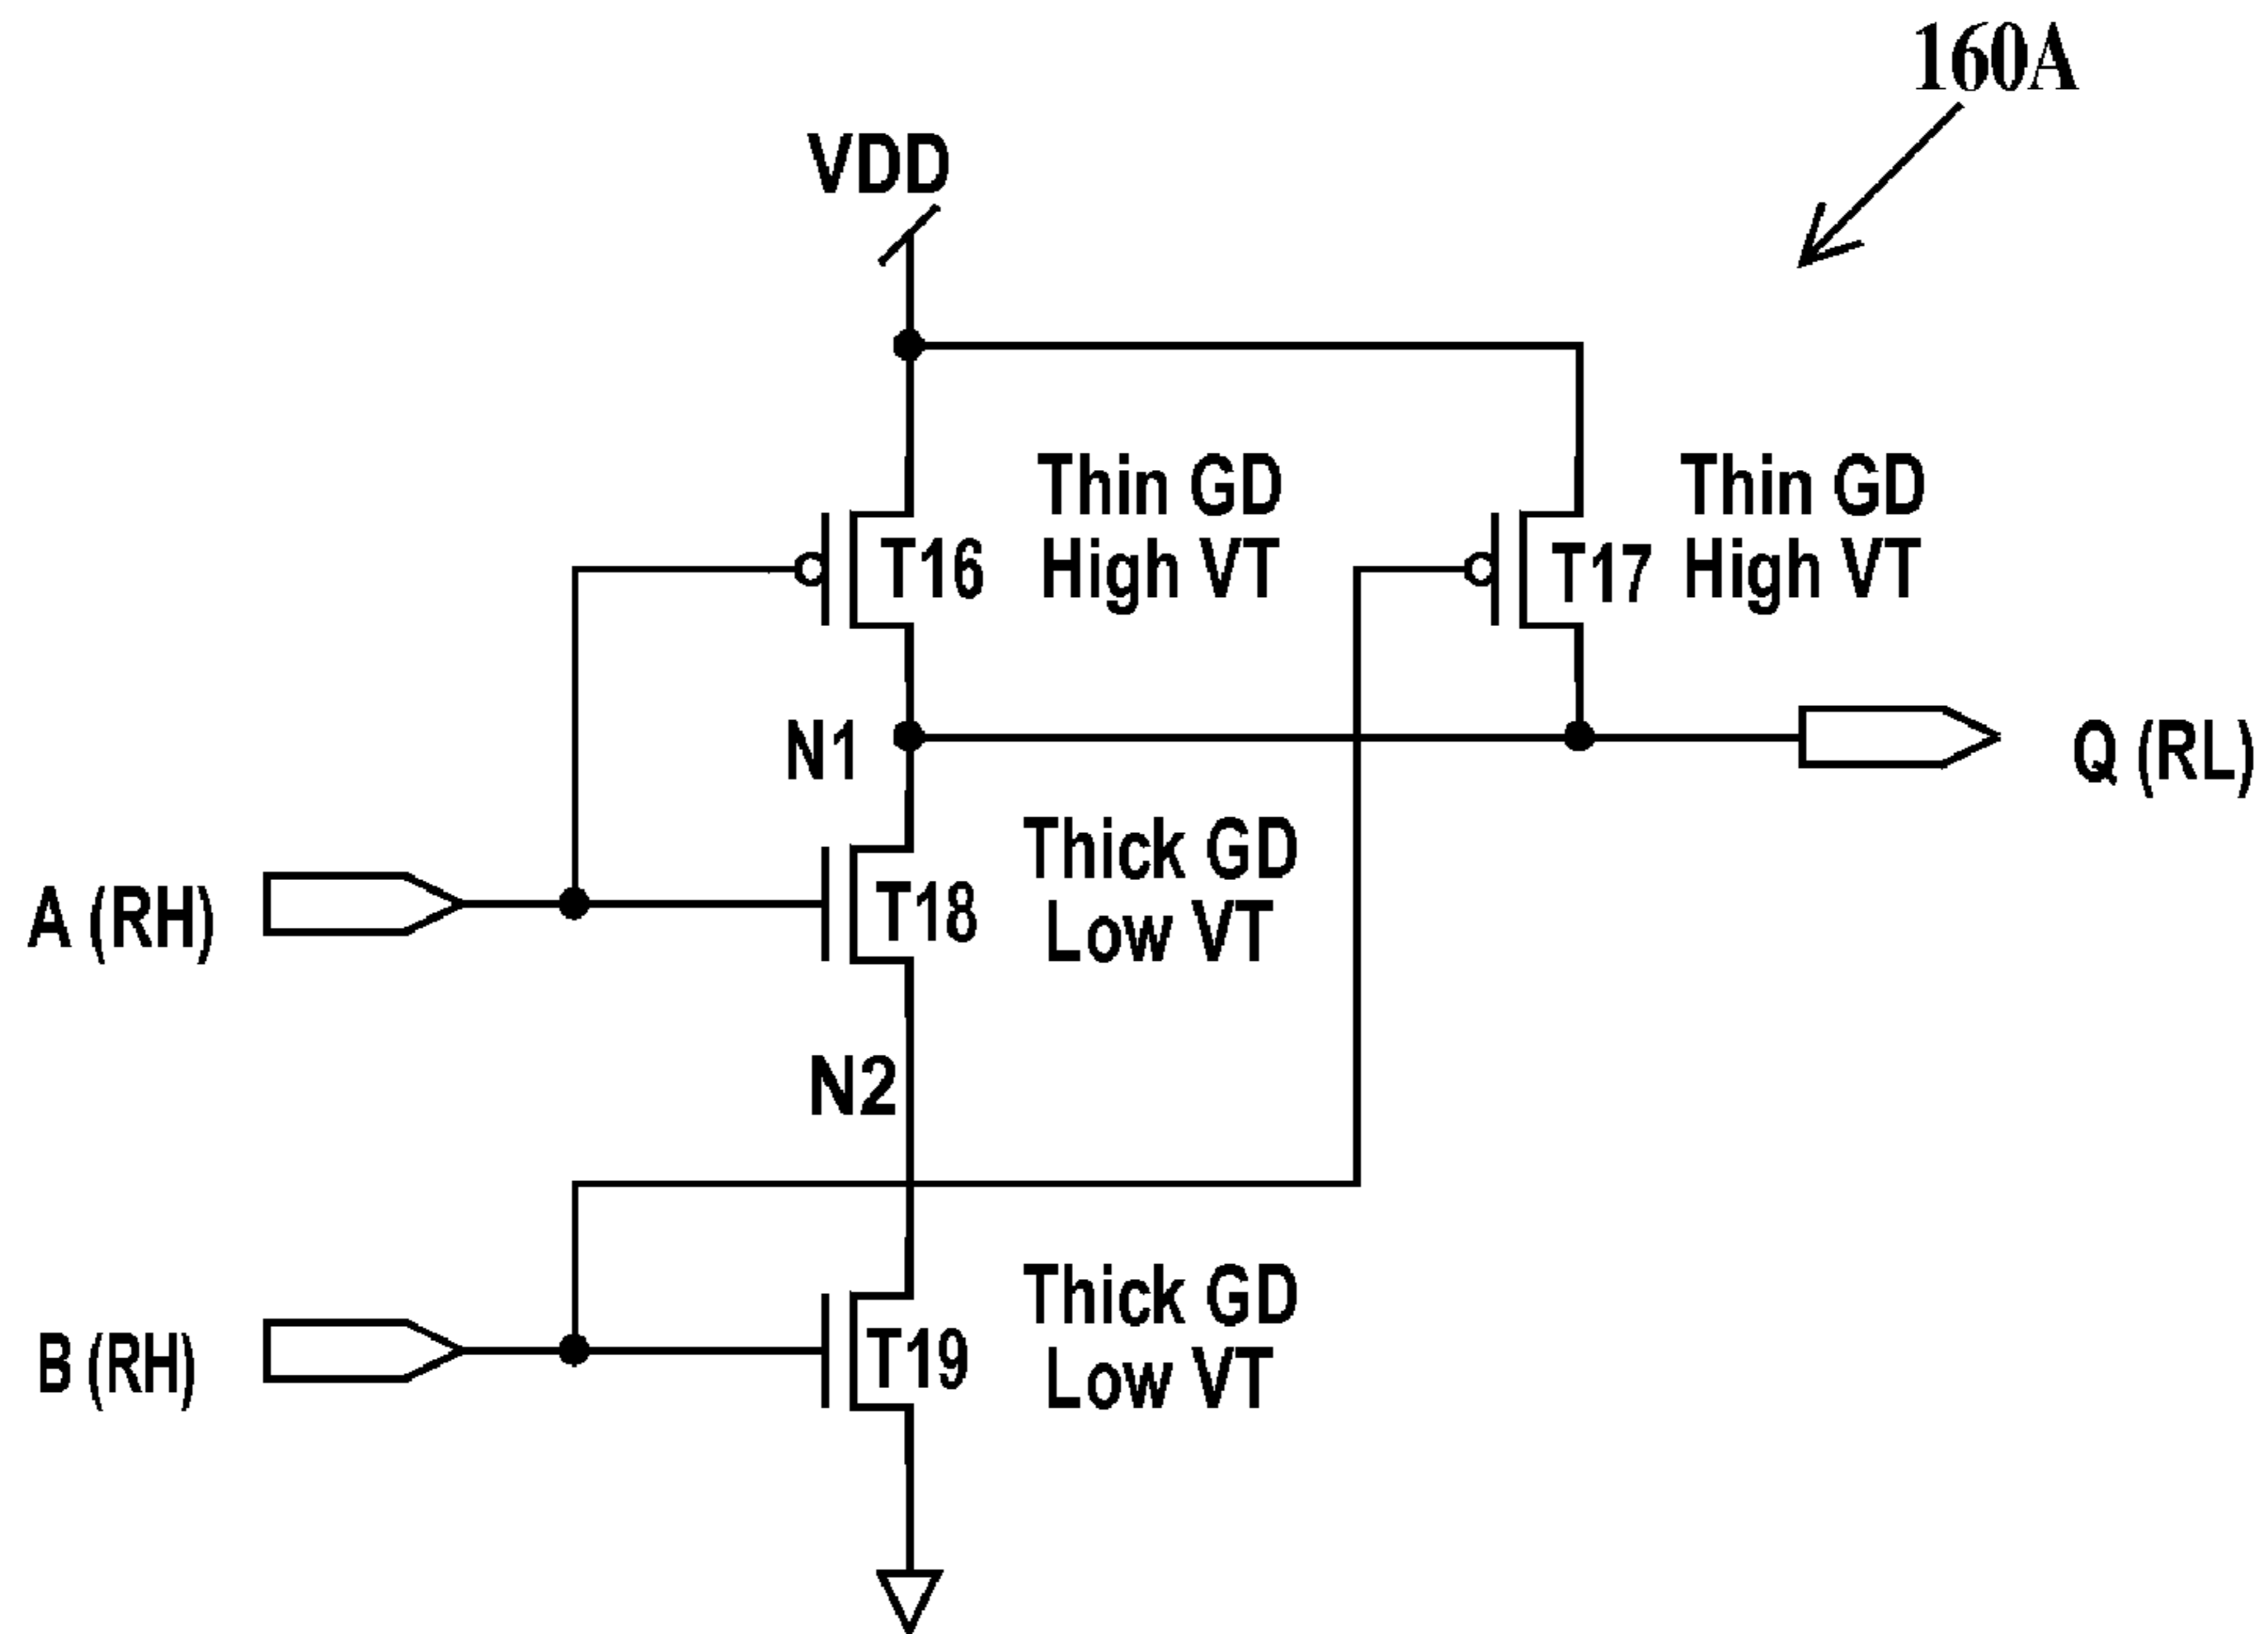 160A
VDD
Thin GD
High VT
T16
Thin GD
High VT
T17
N1
Q (RL)
Thick GD
Low VT
T18
A (RH)
N2
Thick GD
Low VT
T19
B (RH)